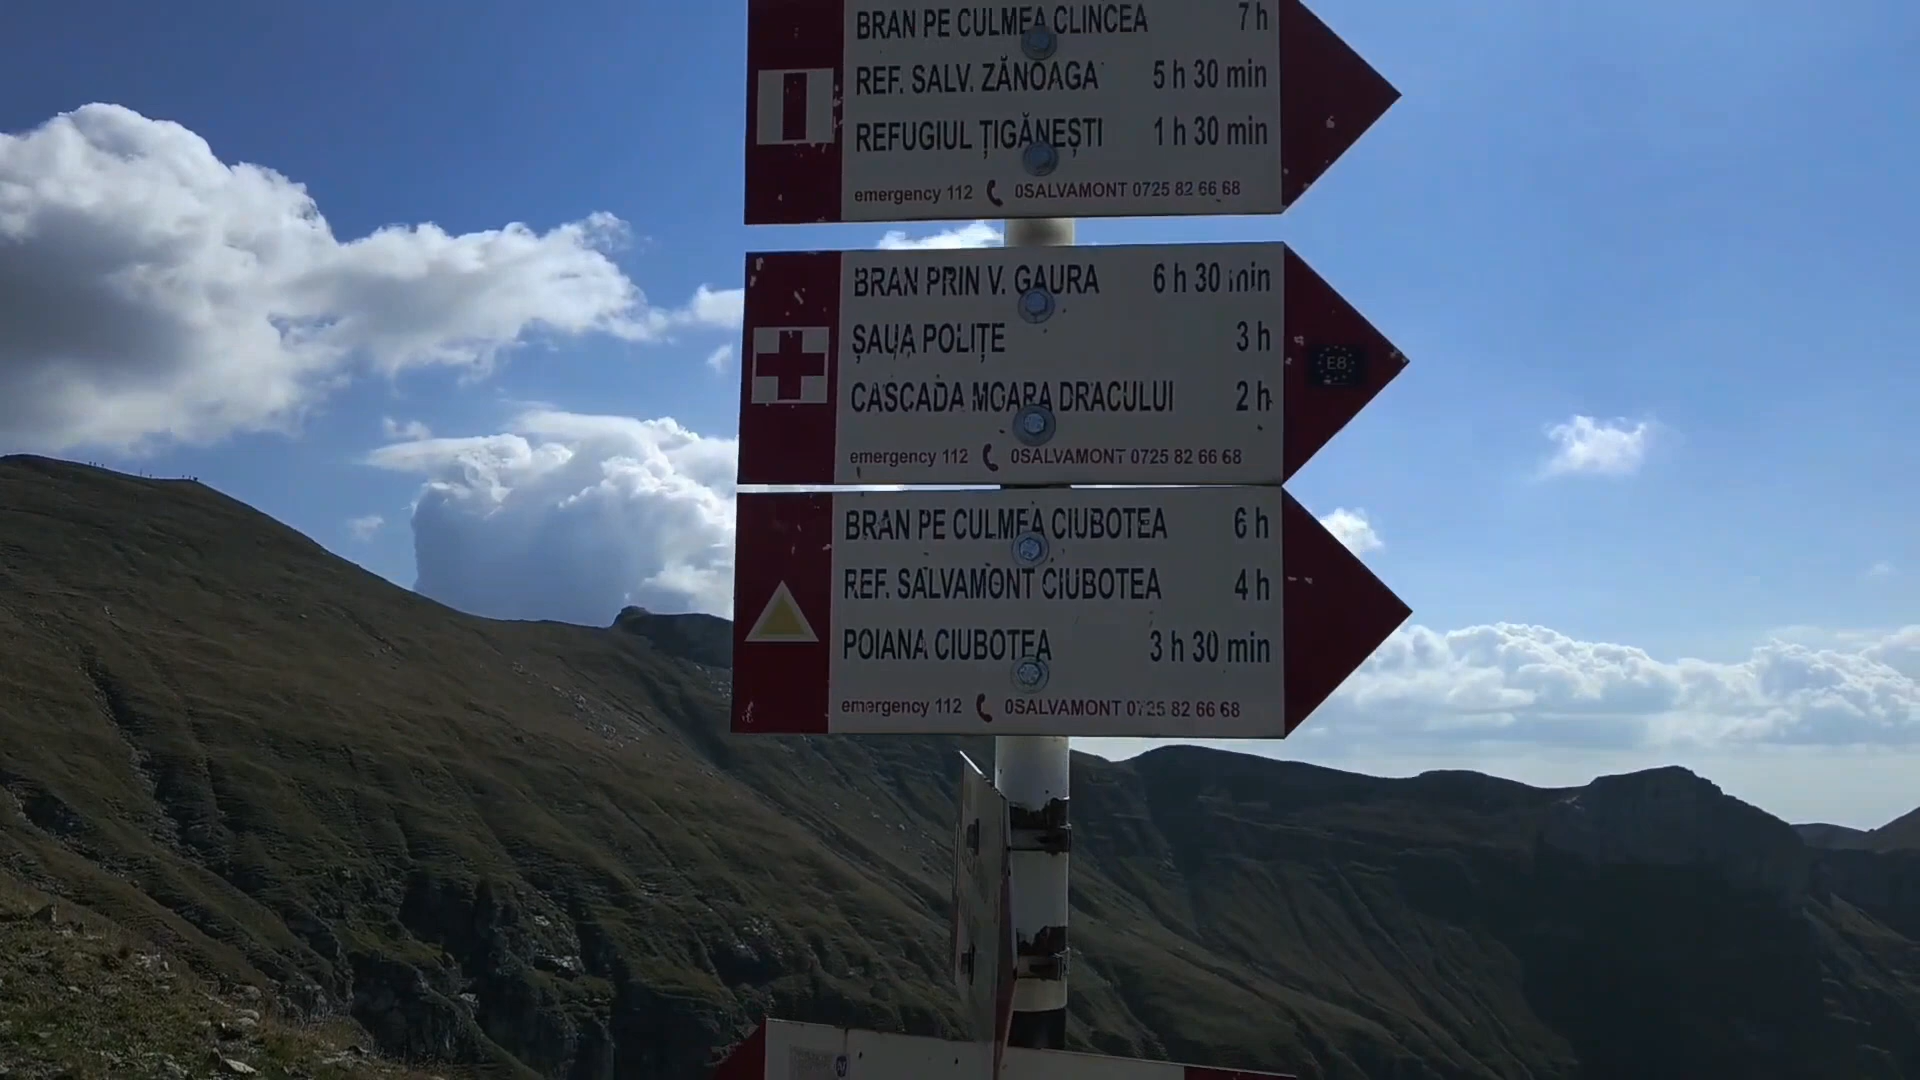 BRAN PE CULMEA CLINCEA 7 h
REF. SALV. ZĂNOAGA 5 h 30 min
REFUGIUL ȚIGĂNEȘTI 1 h 30 min
emergency 112 0SALVAMONT 0725 82 66 68
BRAN PRIN V. GAURA 6 h 30 min
ȘAUA POLIȚE 3 h
CASCADA MOARA DRACULUI 2 h
E8
emergency 112 0SALVAMONT 0725 82 66 68
BRAN PE CULMEA CIUBOTEA 6 h
REF. SALVAMONT CIUBOTEA 4 h
POIANA CIUBOTEA 3 h 30 min
emergency 112 0SALVAMONT 0725 82 66 68